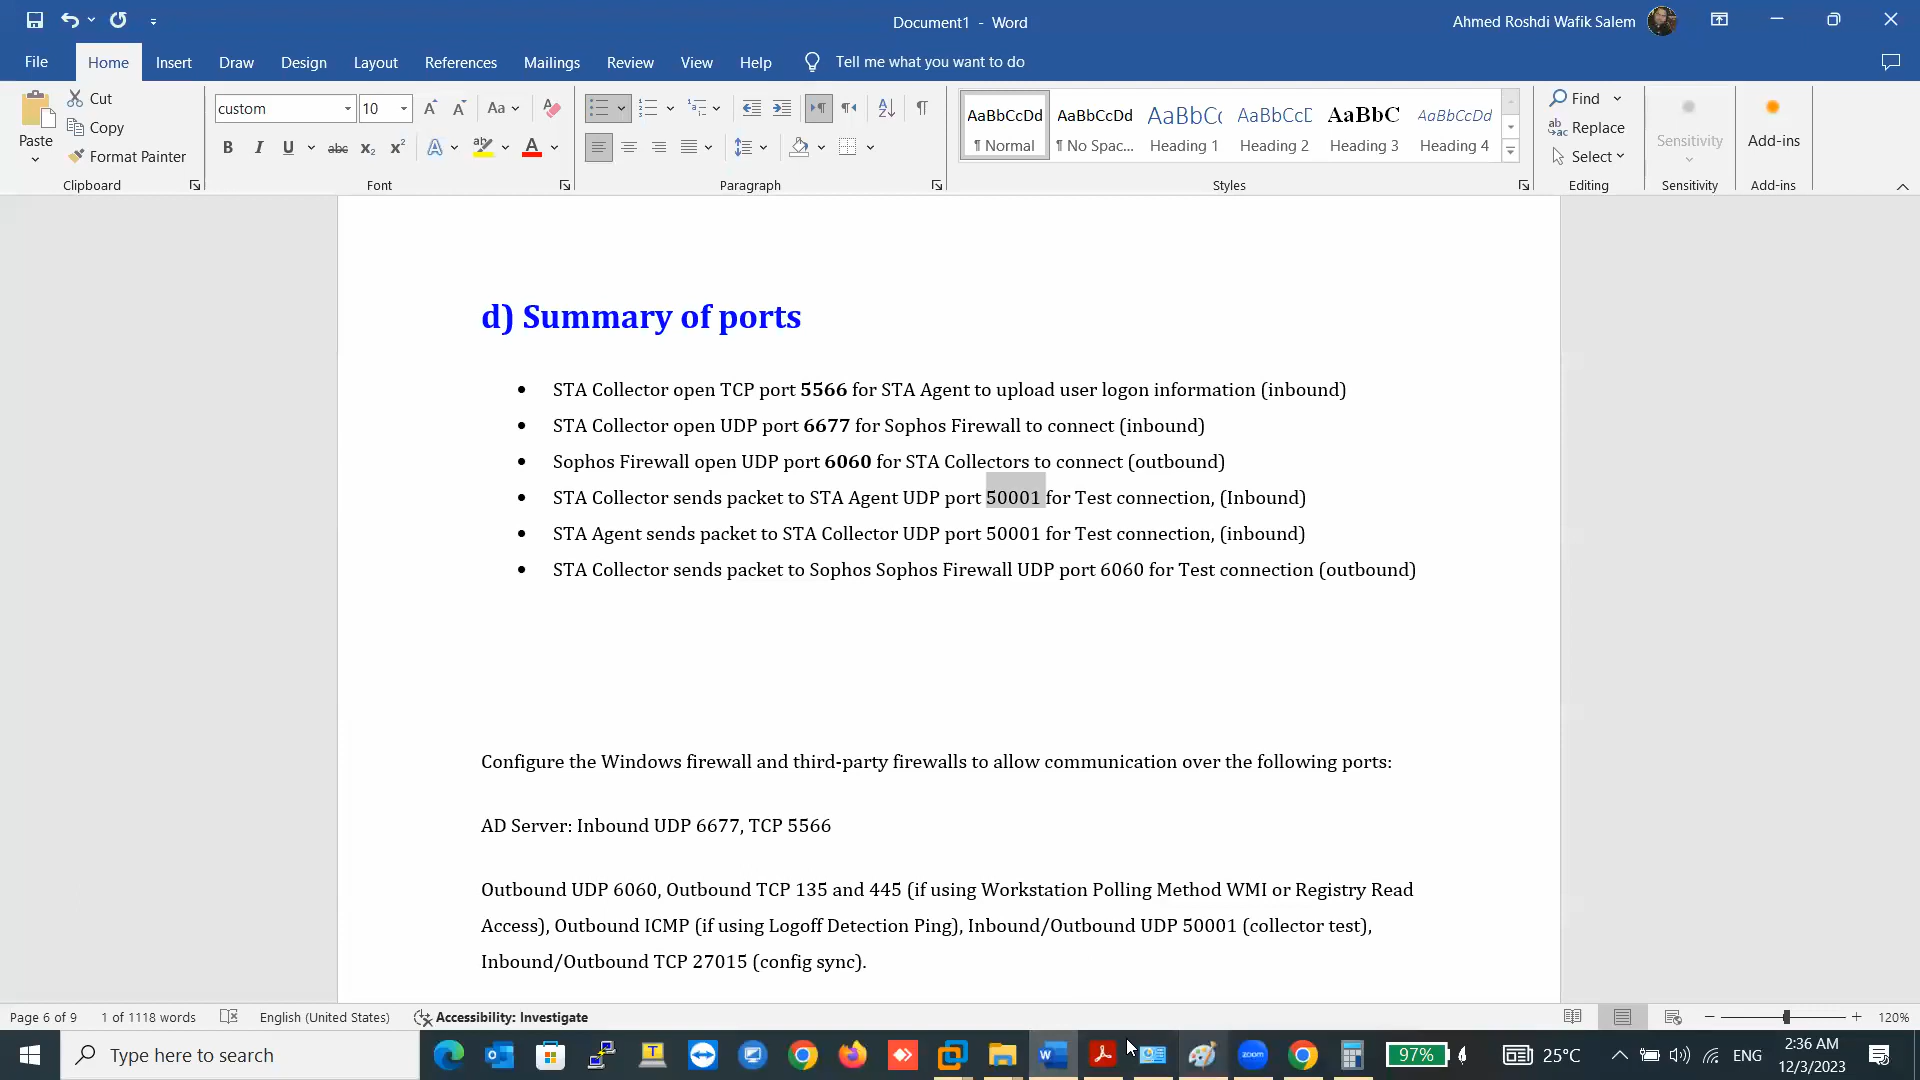 Document1 - Word
Ahmed Roshdi Wafik Salem
File Home Insert Draw Design Layout References Mailings Review View Help Tell me what you want to do
Paste
Cut
Copy
Format Painter
Clipboard
custom 10
Aa
B I U abc x₂ x² A A
Font
Paragraph
AaBbCcDd AaBbCcDd AaBbCc AaBbCcD AaBbC AaBbCcDd
¶ Normal ¶ No Spac... Heading 1 Heading 2 Heading 3 Heading 4
Styles
Find
Replace
Select
Editing
Sensitivity
Sensitivity
Add-ins
Add-ins
d) Summary of ports
• STA Collector open TCP port 5566 for STA Agent to upload user logon information (inbound)
• STA Collector open UDP port 6677 for Sophos Firewall to connect (inbound)
• Sophos Firewall open UDP port 6060 for STA Collectors to connect (outbound)
• STA Collector sends packet to STA Agent UDP port 50001 for Test connection, (Inbound)
• STA Agent sends packet to STA Collector UDP port 50001 for Test connection, (inbound)
• STA Collector sends packet to Sophos Sophos Firewall UDP port 6060 for Test connection (outbound)
Configure the Windows firewall and third-party firewalls to allow communication over the following ports:
AD Server: Inbound UDP 6677, TCP 5566
Outbound UDP 6060, Outbound TCP 135 and 445 (if using Workstation Polling Method WMI or Registry Read
Access), Outbound ICMP (if using Logoff Detection Ping), Inbound/Outbound UDP 50001 (collector test),
Inbound/Outbound TCP 27015 (config sync).
Page 6 of 9 1 of 1118 words English (United States) Accessibility: Investigate 120%
Type here to search
zoom
97%
25°C
ENG
2:36 AM
12/3/2023